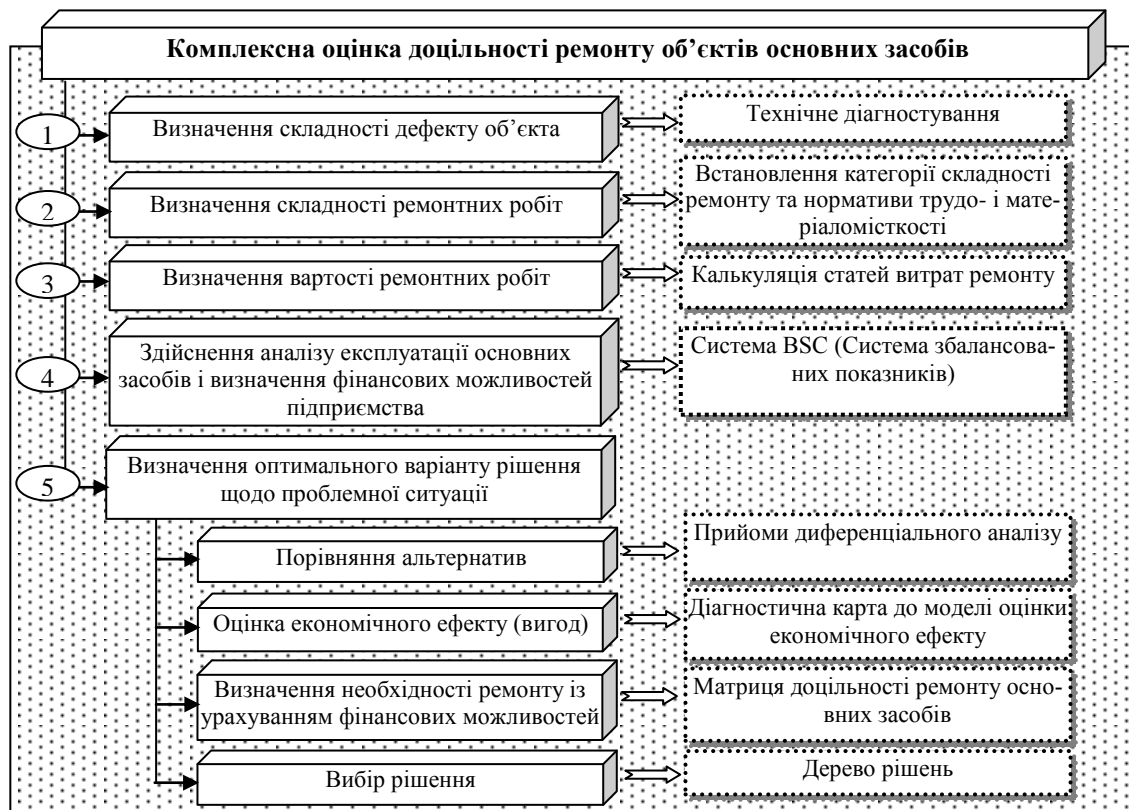 Комплексна оцінка доцільності ремонту об’єктів основних засобів
1
Визначення складності дефекту об’єкта
Технічне діагностування
2
Визначення складності ремонтних робіт
Встановлення категорії складності
ремонту та нормативи трудо- і мате-
ріаломісткості
3
Визначення вартості ремонтних робіт
Калькуляція статей витрат ремонту
4
Здійснення аналізу експлуатації основних
засобів і визначення фінансових можливостей
підприємства
Система BSC (Система збалансова-
них показників)
5
Визначення оптимального варіанту рішення
щодо проблемної ситуації
Порівняння альтернатив
Прийоми диференціального аналізу
Оцінка економічного ефекту (вигод)
Діагностична карта до моделі оцінки
економічного ефекту
Визначення необхідності ремонту із
урахуванням фінансових можливостей
Матриця доцільності ремонту осно-
вних засобів
Вибір рішення
Дерево рішень